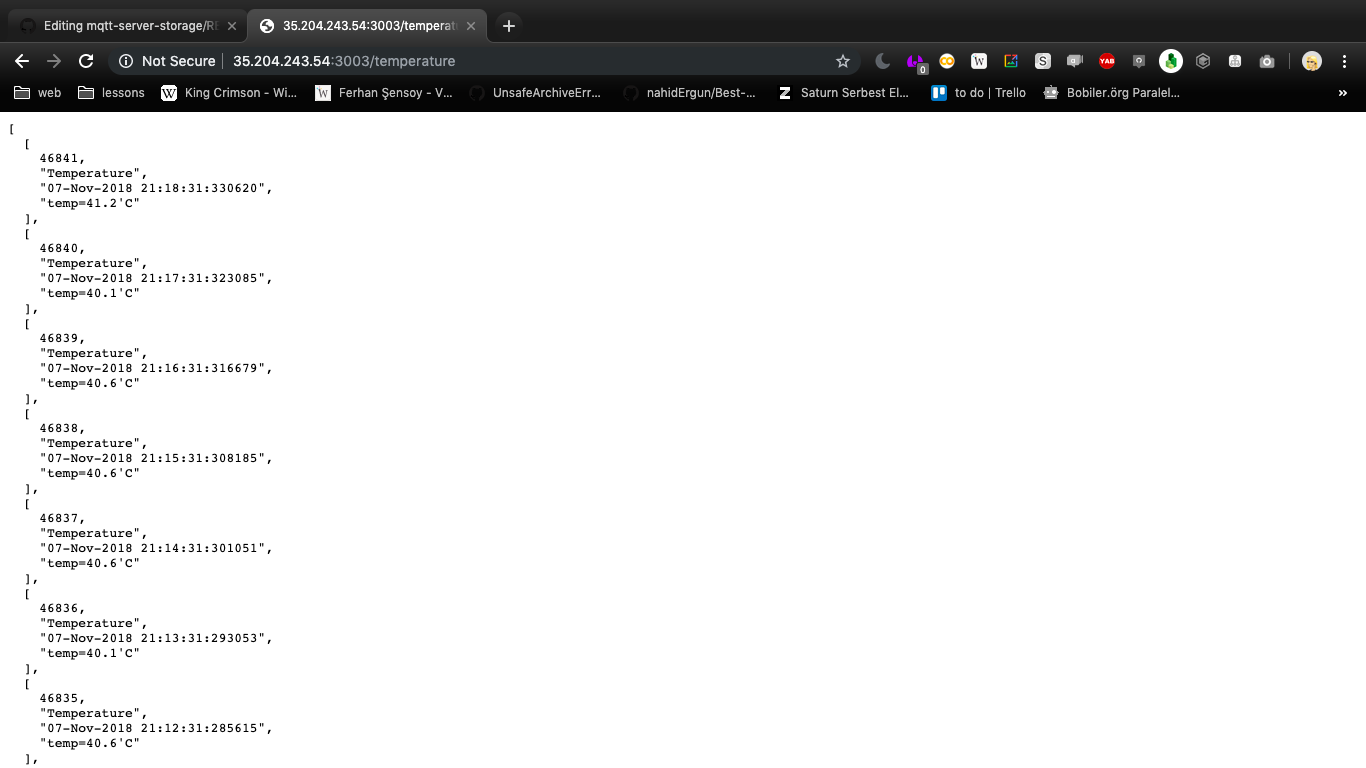 Editing mqtt-server-storage/RE
35.204.243.54:3003/temperatu
Not Secure
35.204.243.54:3003/temperature
0
W
S
YAB
web
lessons
King Crimson - Wi...
Ferhan Şensoy - V...
UnsafeArchiveErr...
nahidErgun/Best-...
Saturn Serbest El...
to do | Trello
Bobiler.örg Paralel...
»
[
[
46841,
"Temperature",
"07-Nov-2018 21:18:31:330620",
"temp=41.2'C"
],
[
46840,
"Temperature",
"07-Nov-2018 21:17:31:323085",
"temp=40.1'C"
],
[
46839,
"Temperature",
"07-Nov-2018 21:16:31:316679",
"temp=40.6'C"
],
[
46838,
"Temperature",
"07-Nov-2018 21:15:31:308185",
"temp=40.6'C"
],
[
46837,
"Temperature",
"07-Nov-2018 21:14:31:301051",
"temp=40.6'C"
],
[
46836,
"Temperature",
"07-Nov-2018 21:13:31:293053",
"temp=40.1'C"
],
[
46835,
"Temperature",
"07-Nov-2018 21:12:31:285615",
"temp=40.6'C"
],